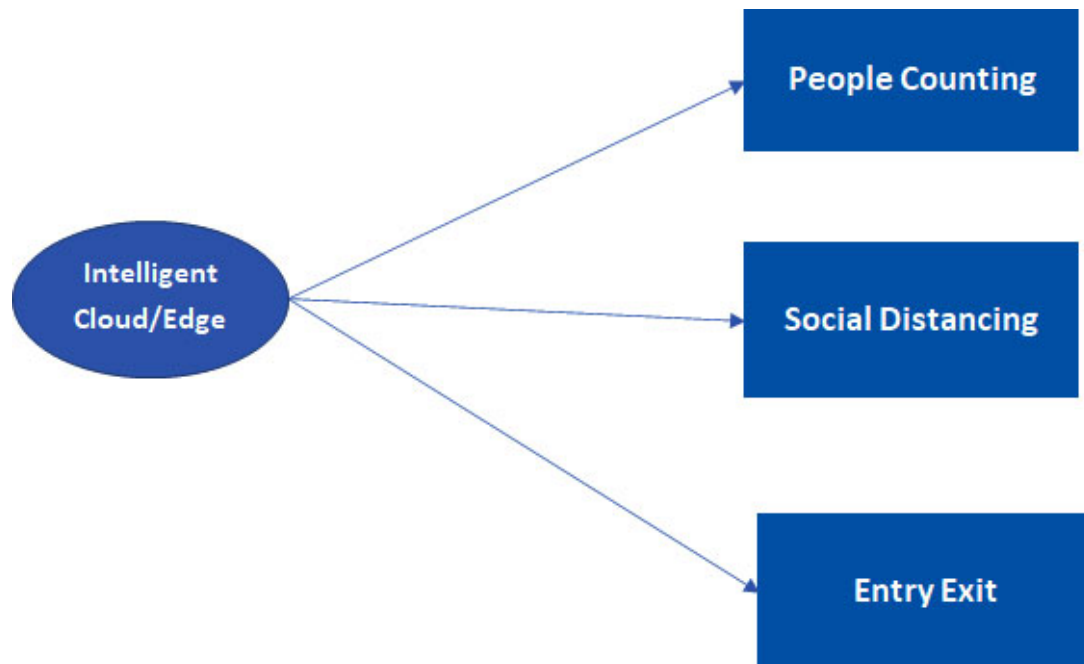 People Counting
Intelligent
Cloud/Edge
Social Distancing
Entry Exit